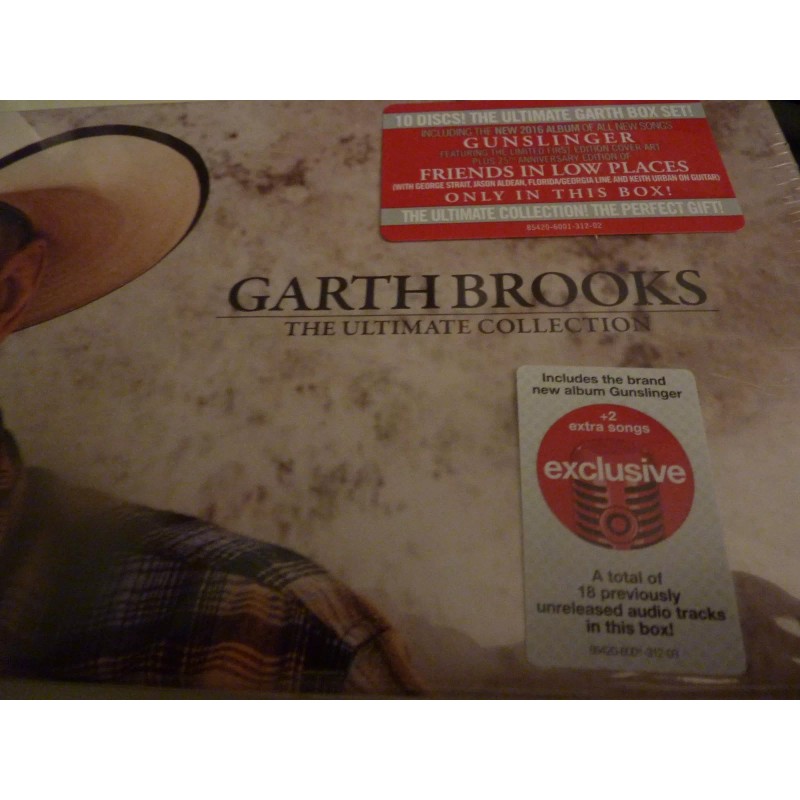 10 DISCS! THE ULTIMATE GARTH BOX SET!
INCLUDING THE NEW 2016 ALBUM OF ALL NEW SONGS
GUNSLINGER
FEATURING THE LIMITED FIRST EDITION COVER ART
PLUS 25TH ANNIVERSARY EDITION OF
FRIENDS IN LOW PLACES
(WITH GEORGE STRAIT, JASON ALDEAN, FLORIDA/GEORGIA LINE AND KEITH URBAN ON GUITAR)
ONLY IN THIS BOX!
THE ULTIMATE COLLECTION! THE PERFECT GIFT!
85420-6001-312-02
GARTH BROOKS
THE ULTIMATE COLLECTION
Includes the brand
new album Gunslinger
+2
extra songs
exclusive
A total of
18 previously
unreleased audio tracks
in this box!